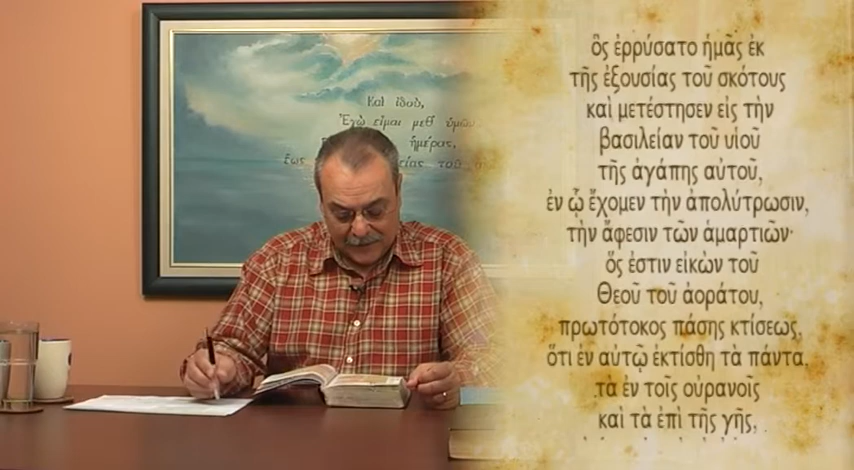 Καὶ ἰδού,
Ἐγὼ εἶμαι μεθ' ὑμῶν
ἡμέρας,
ἕως
ὃς ἐρρύσατο ἡμᾶς ἐκ
τῆς ἐξουσίας τοῦ σκότους
καὶ μετέστησεν εἰς τὴν
βασιλείαν τοῦ υἱοῦ
τῆς ἀγάπης αὐτοῦ,
ἐν ᾧ ἔχομεν τὴν ἀπολύτρωσιν,
τὴν ἄφεσιν τῶν ἁμαρτιῶν·
ὅς ἐστιν εἰκὼν τοῦ
Θεοῦ τοῦ ἀοράτου,
πρωτότοκος πάσης κτίσεως,
ὅτι ἐν αὐτῷ ἐκτίσθη τὰ πάντα,
τὰ ἐν τοῖς οὐρανοῖς
καὶ τὰ ἐπὶ τῆς γῆς,